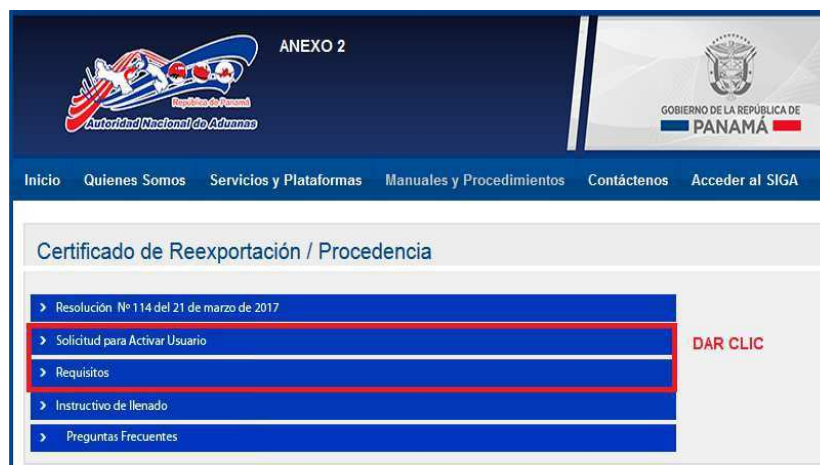 ANEXO 2
República de Panamá
Autoridad Nacional de Aduanas
GOBIERNO DE LA REPÚBLICA DE
PANAMÁ
Inicio Quienes Somos Servicios y Plataformas Manuales y Procedimientos Contáctenos Acceder al SIGA
Certificado de Reexportación / Procedencia
> Resolución Nº 114 del 21 de marzo de 2017
> Solicitud para Activar Usuario
DAR CLIC
> Requisitos
> Instructivo de llenado
> Preguntas Frecuentes